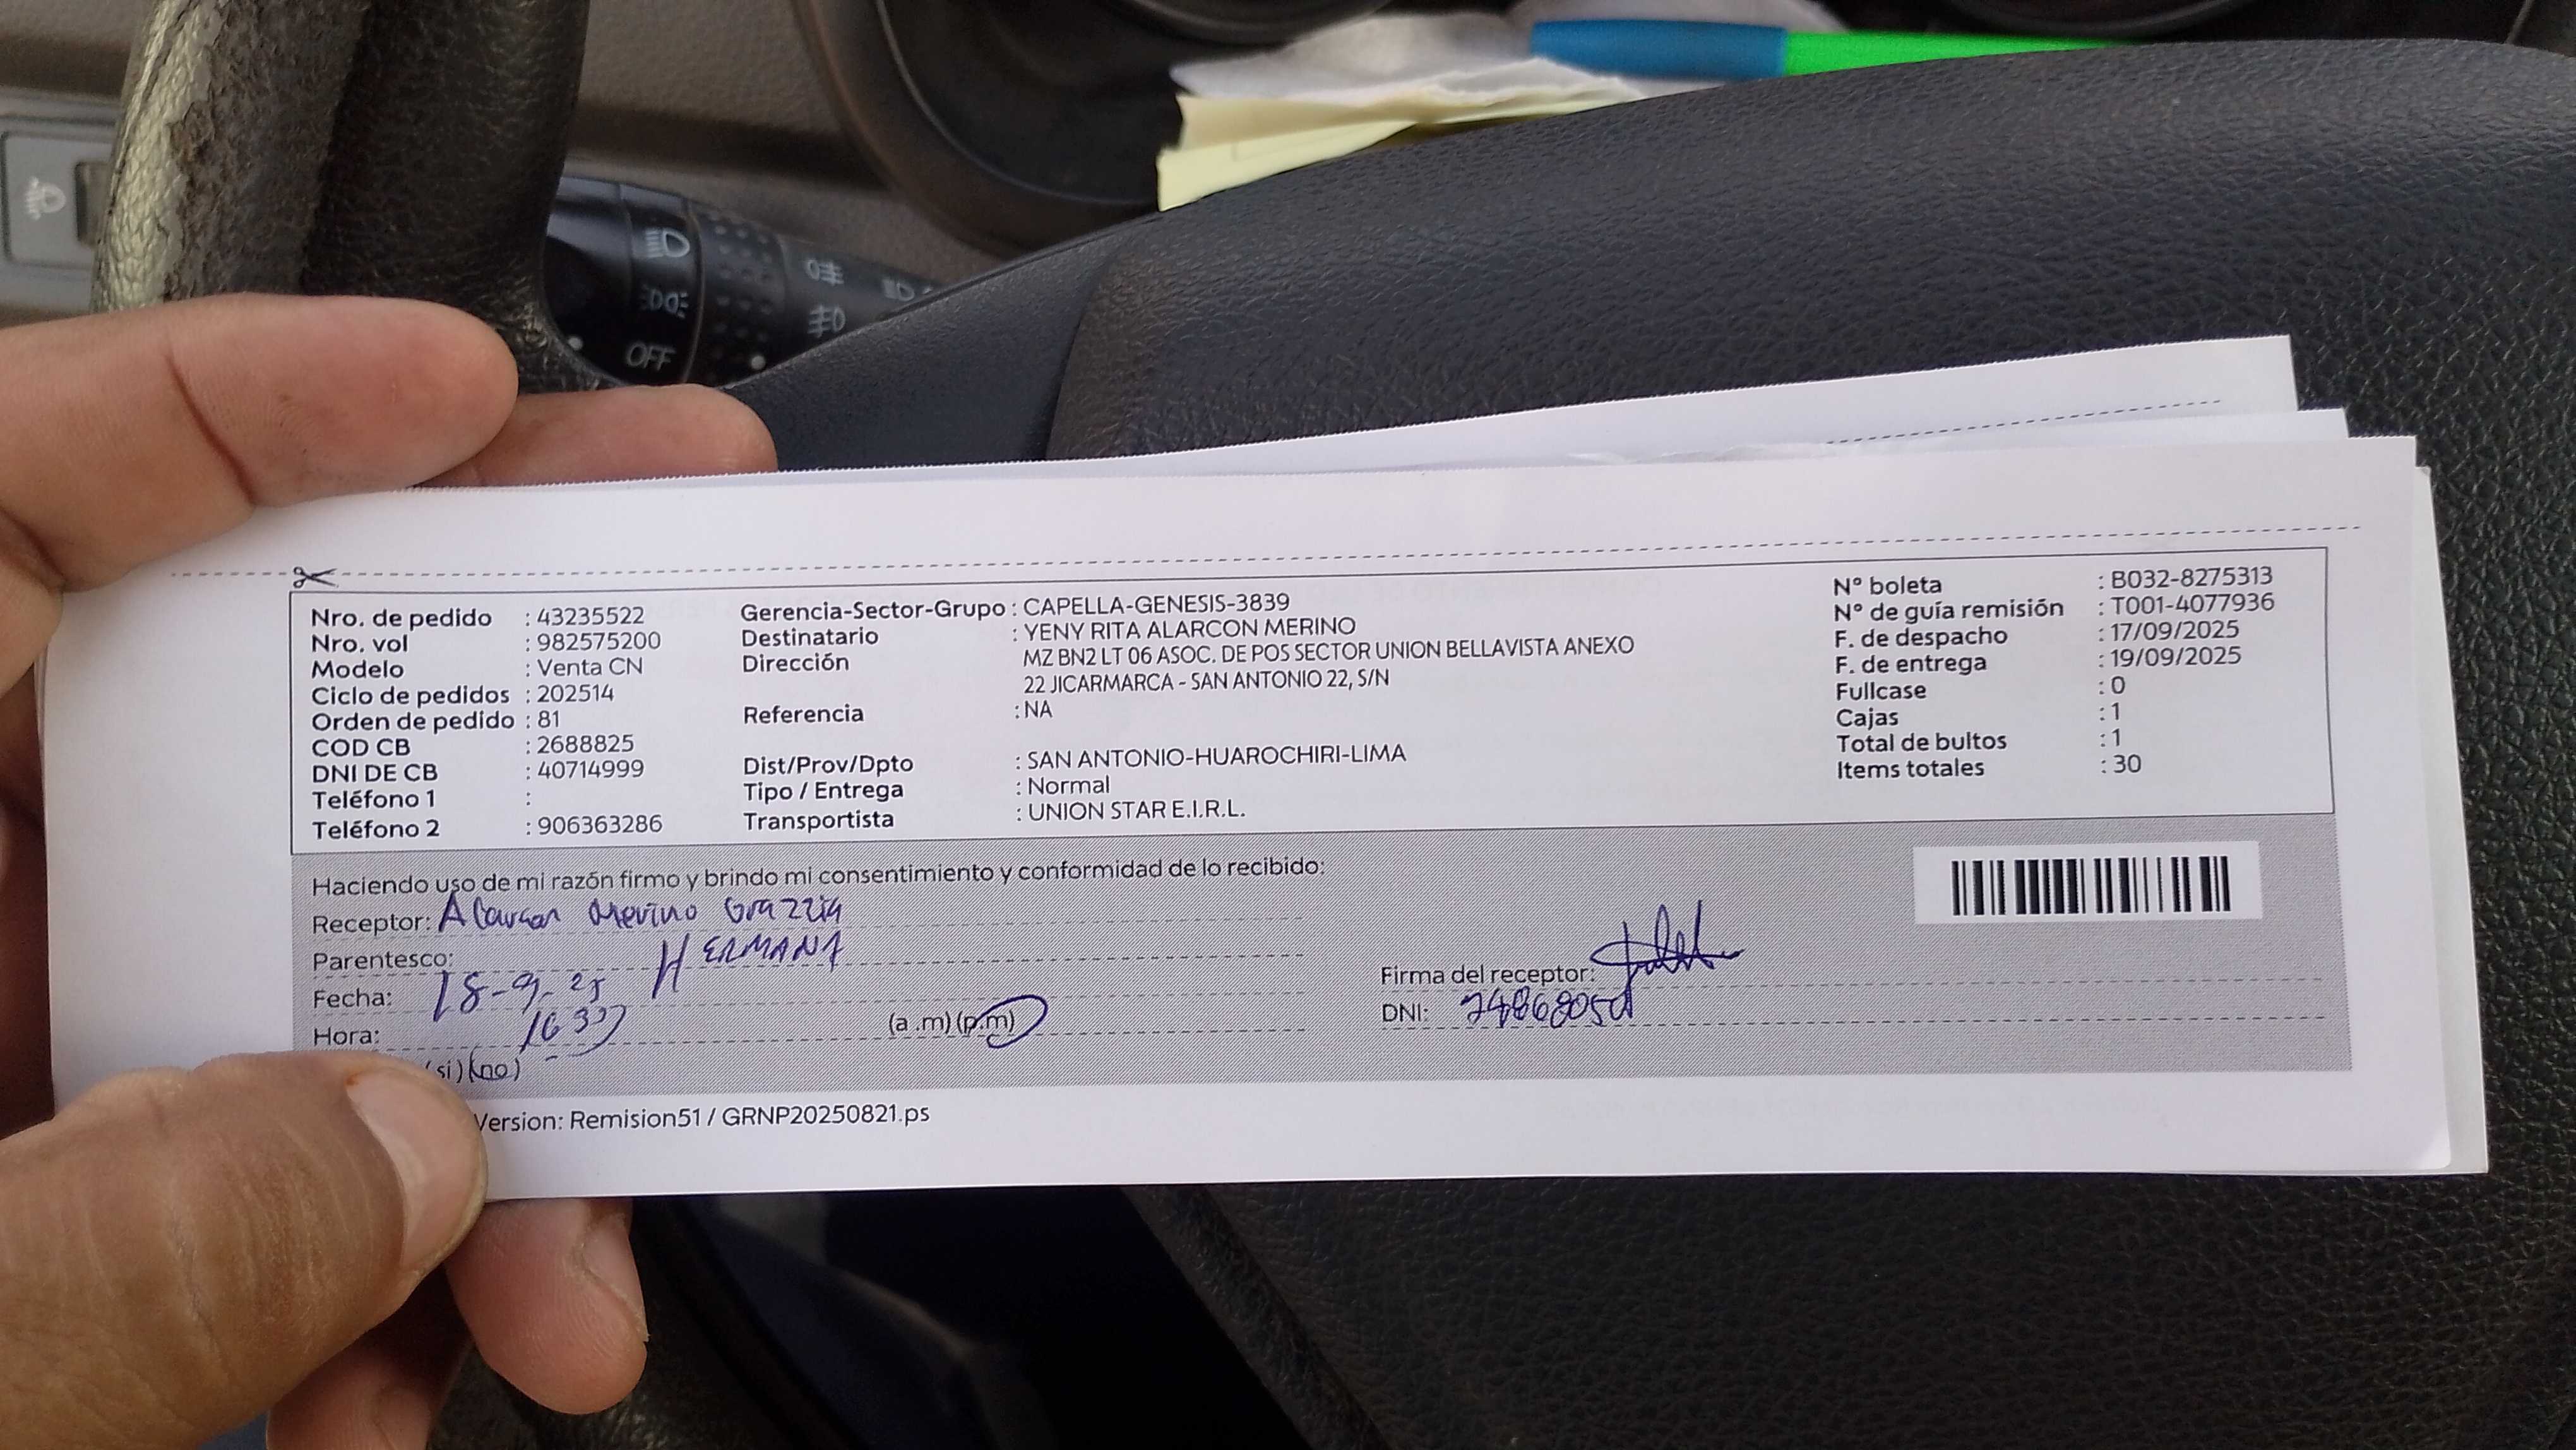 OFF
Nro. de pedido : 43235522
Nro. vol : 982575200
Modelo : Venta CN
Ciclo de pedidos : 202514
Orden de pedido : 81
COD CB : 2688825
DNI DE CB : 40714999
Teléfono 1 :
Teléfono 2 : 906363286
Gerencia-Sector-Grupo : CAPELLA-GENESIS-3839
Destinatario : YENY RITA ALARCON MERINO
Dirección MZ BN2 LT 06 ASOC. DE POS SECTOR UNION BELLAVISTA ANEXO
22 JICARMARCA - SAN ANTONIO 22, S/N
Referencia : NA
Dist/Prov/Dpto : SAN ANTONIO-HUAROCHIRI-LIMA
Tipo / Entrega : Normal
Transportista : UNION STAR E.I.R.L.
N° boleta : B032-8275313
N° de guía remisión : T001-4077936
F. de despacho : 17/09/2025
F. de entrega : 19/09/2025
Fullcase : 0
Cajas : 1
Total de bultos : 1
Items totales : 30
Haciendo uso de mi razón firmo y brindo mi consentimiento y conformidad de lo recibido:
Receptor: Alarcon Merino Grazzia
Parentesco: HERMANA
Fecha: 18-9-25
Hora: (a .m) (p.m)
(si) (no)
Firma del receptor:
DNI:
Version: Remision51 / GRNP20250821.ps